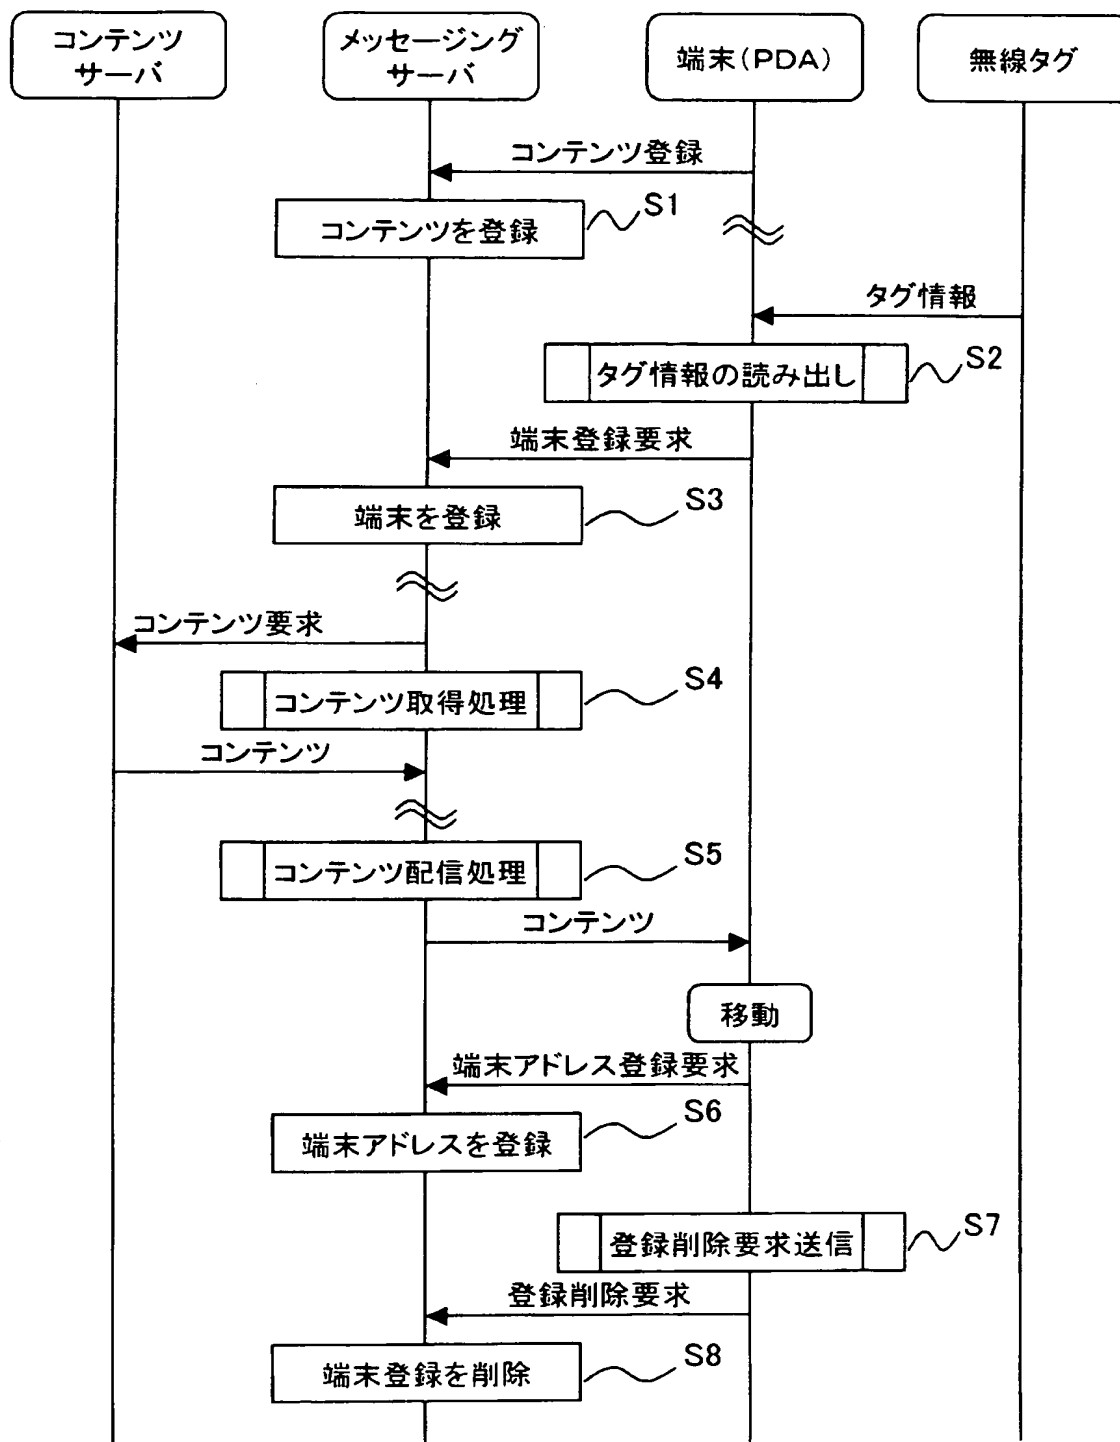 コンテンツ
サーバ
メッセージング
サーバ
端末(PDA)
無線タグ
コンテンツ登録
コンテンツを登録
S1
タグ情報
タグ情報の読み出し
S2
端末登録要求
端末を登録
S3
コンテンツ要求
コンテンツ取得処理
S4
コンテンツ
コンテンツ配信処理
S5
コンテンツ
移動
端末アドレス登録要求
端末アドレスを登録
S6
登録削除要求送信
S7
登録削除要求
端末登録を削除
S8